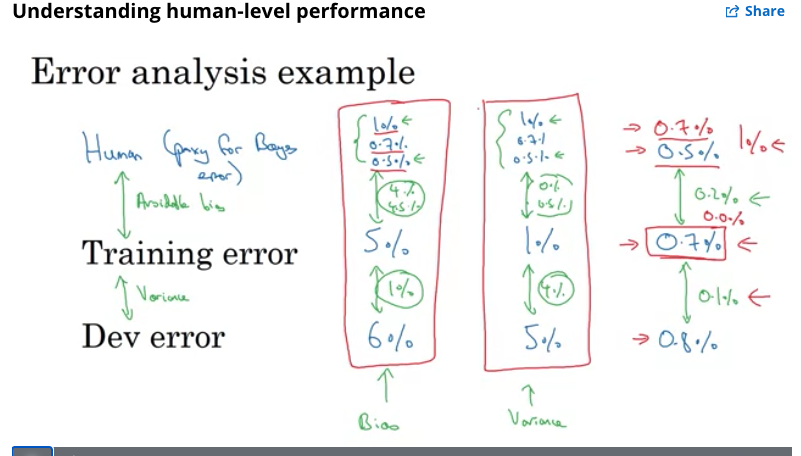 Understanding human-level performance
Share
Error analysis example
Human (proxy for Bayes error)
Avoidable bias
Training error
Variance
Dev error
1%
0.7%
0.5%
4%
4.5%
5%
1%
6%
Bias
1%
0.7%
0.5%
0%
0.5%
1%
4%
5%
Variance
0.7%
1%
0.5%
0.2%
0.0%
0.7%
0.1%
0.8%